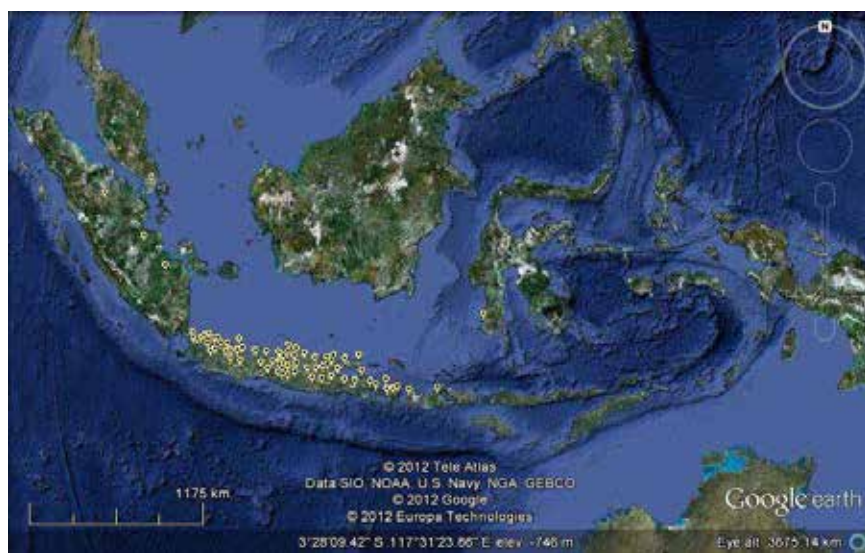 N
© 2012 Tele Atlas
Data SIO, NOAA, U.S. Navy, NGA, GEBCO
© 2012 Google
© 2012 Europa Technologies
1175 km
Google earth
3°28'09.42" S 117°31'23.66" E elev -746 m
Eye alt 3675.14 km